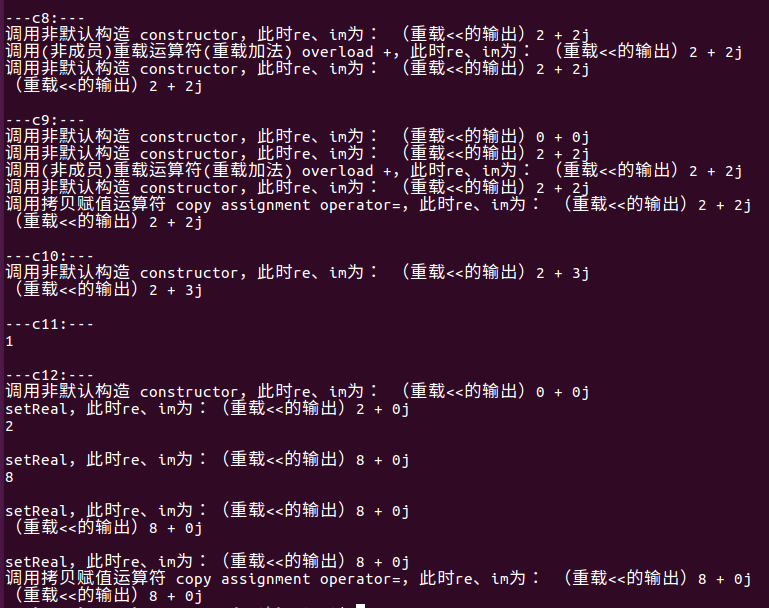 ---c8:---
调用非默认构造 constructor，此时re、im为： （重载<<的输出）2 + 2j
调用(非成员)重载运算符(重载加法) overload +，此时re、im为： （重载<<的输出）2 + 2j
调用非默认构造 constructor，此时re、im为： （重载<<的输出）2 + 2j
（重载<<的输出）2 + 2j
---c9:---
调用非默认构造 constructor，此时re、im为： （重载<<的输出）0 + 0j
调用非默认构造 constructor，此时re、im为： （重载<<的输出）2 + 2j
调用(非成员)重载运算符(重载加法) overload +，此时re、im为： （重载<<的输出）2 + 2j
调用非默认构造 constructor，此时re、im为： （重载<<的输出）2 + 2j
调用拷贝赋值运算符 copy assignment operator=，此时re、im为： （重载<<的输出）2 + 2j
（重载<<的输出）2 + 2j
---c10:---
调用非默认构造 constructor，此时re、im为： （重载<<的输出）2 + 3j
（重载<<的输出）2 + 3j
---c11:---
1
---c12:---
调用非默认构造 constructor，此时re、im为： （重载<<的输出）0 + 0j
setReal，此时re、im为：（重载<<的输出）2 + 0j
2
setReal，此时re、im为：（重载<<的输出）8 + 0j
8
setReal，此时re、im为：（重载<<的输出）8 + 0j
（重载<<的输出）8 + 0j
setReal，此时re、im为：（重载<<的输出）8 + 0j
调用拷贝赋值运算符 copy assignment operator=，此时re、im为： （重载<<的输出）8 + 0j
（重载<<的输出）8 + 0j